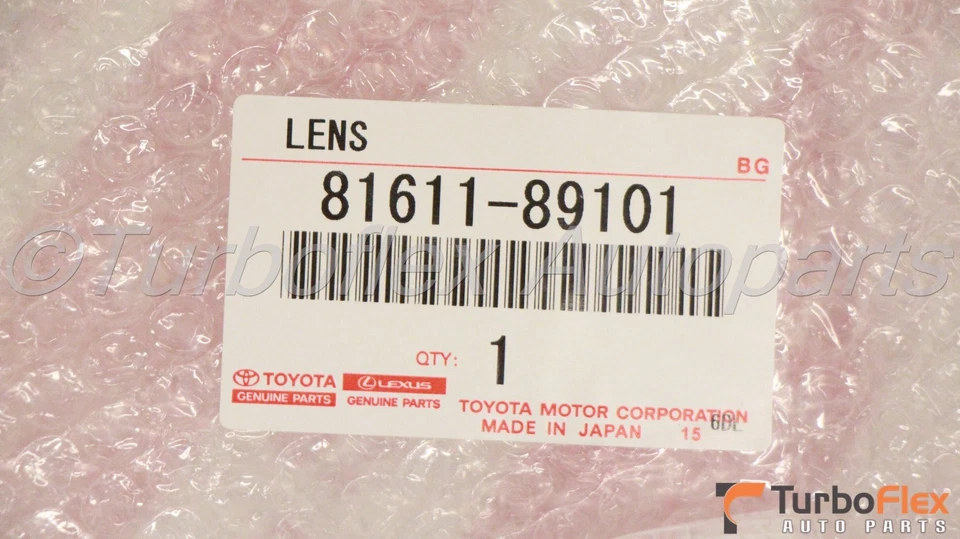 LENS
BG
81611-89101
©Turboflex Autoparts
QTY: 1
TOYOTA LEXUS
GENUINE PARTS GENUINE PARTS
TOYOTA MOTOR CORPORATION
MADE IN JAPAN 15 6DL
TurboFlex
AUTO PARTS